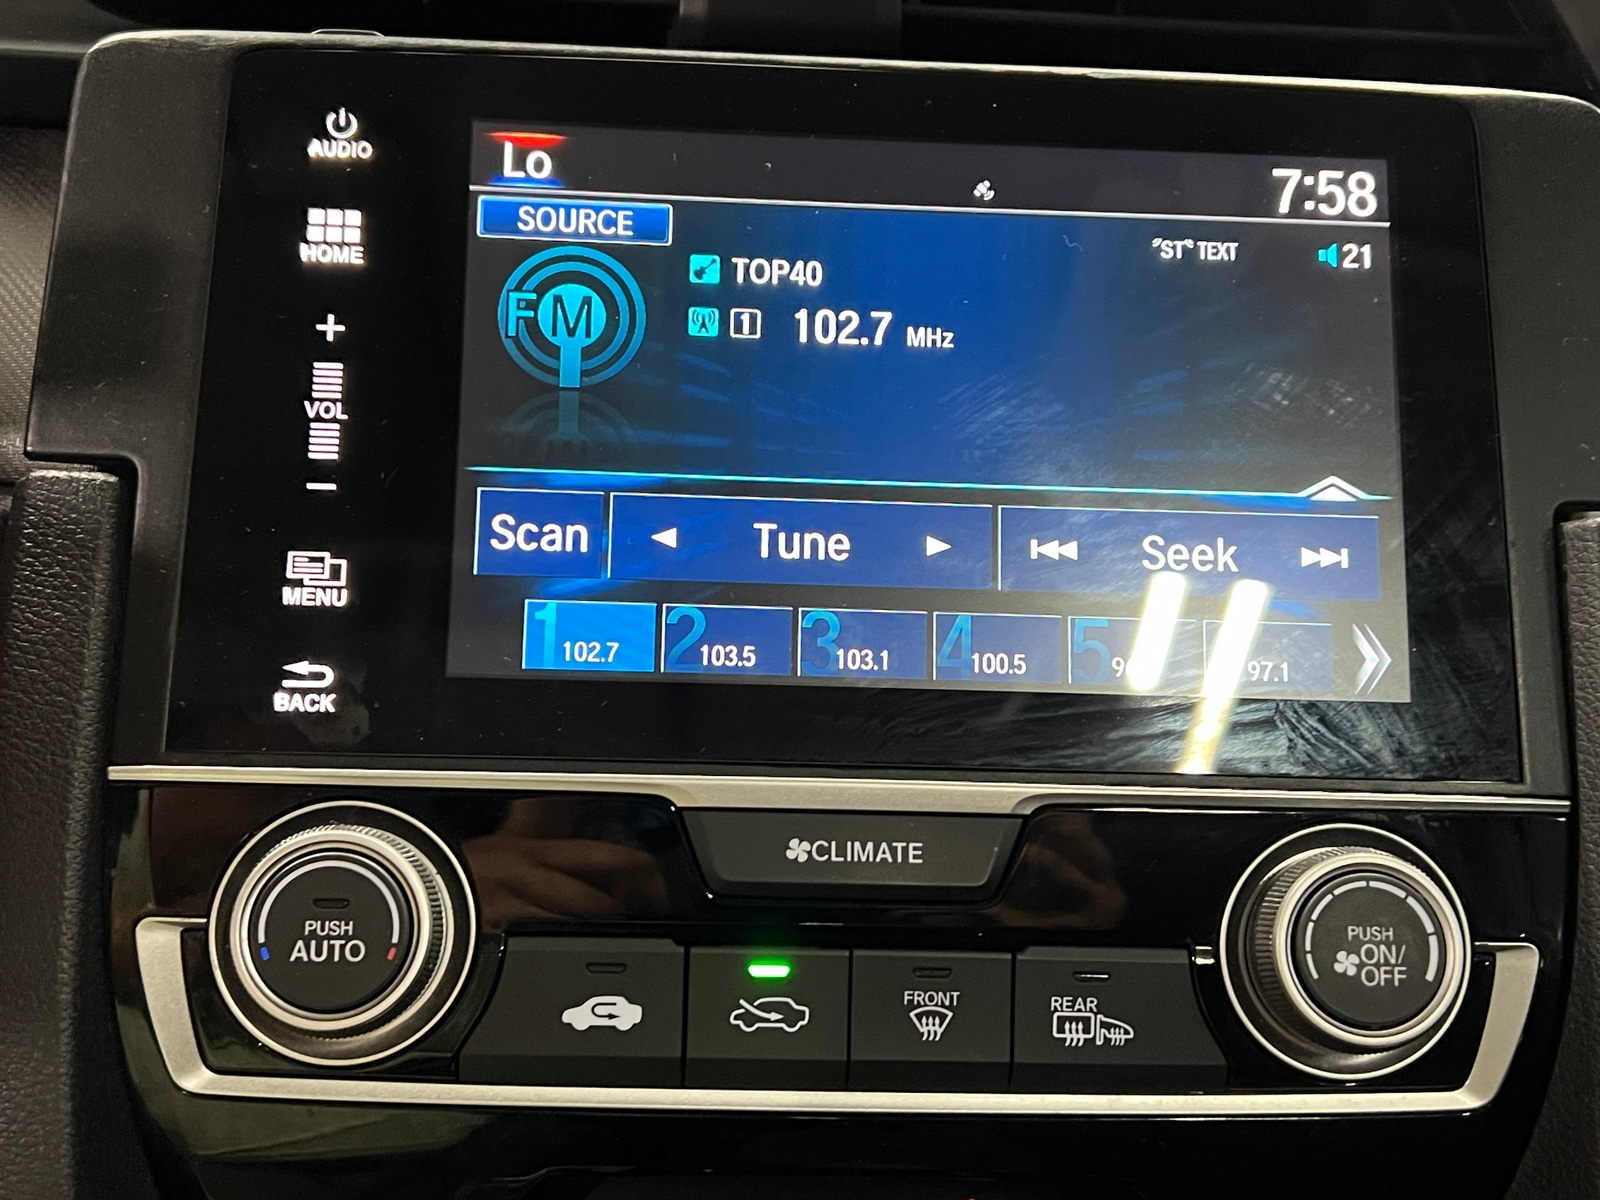 AUDIO
Lo
7:58
HOME
SOURCE
"ST" TEXT
21
FM
TOP40
1 102.7 MHz
+
VOL
−
Scan
Tune
Seek
MENU
1 102.7
2 103.5
3 103.1
4 100.5
5
97.1
BACK
CLIMATE
PUSH
AUTO
FRONT
REAR
PUSH
ON/
OFF